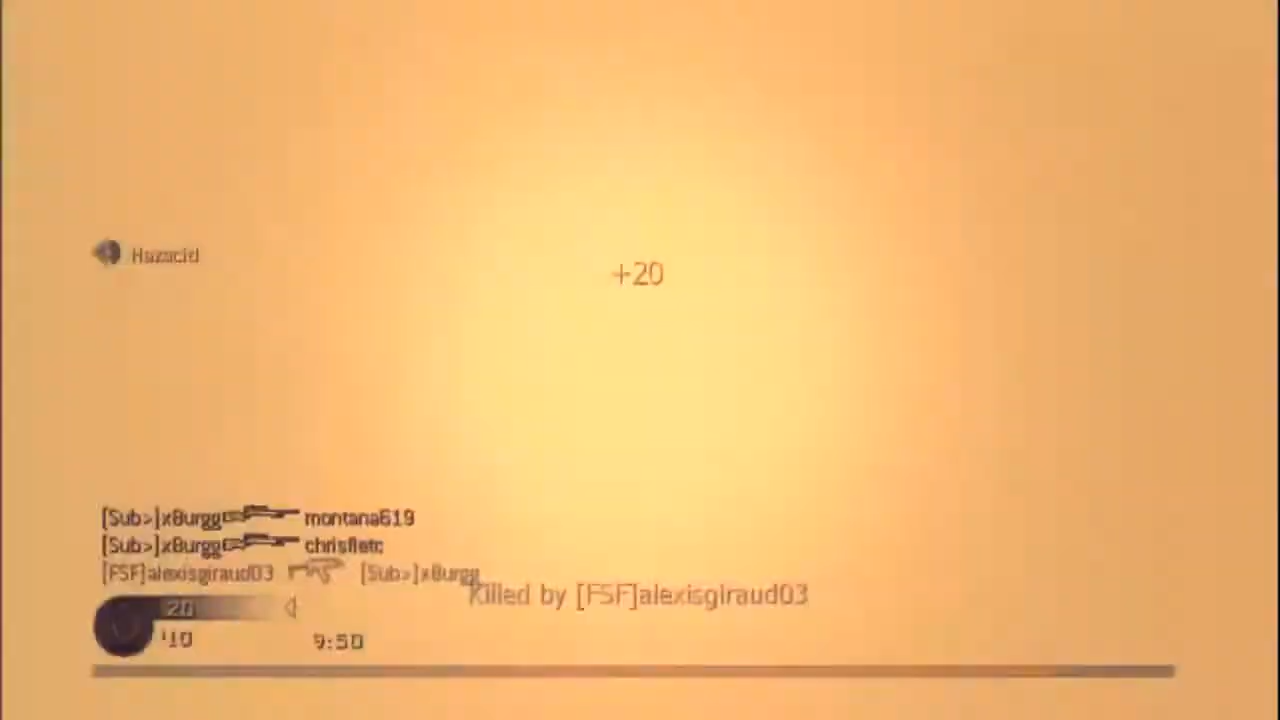 Hazacid
+20
[Sub>]xBurgg montana619
[Sub>]xBurgg chrisfletc
[FSF]alexisgiraud03 [Sub>]xBurgg
Killed by [FSF]alexisgiraud03
20
'10
9:50